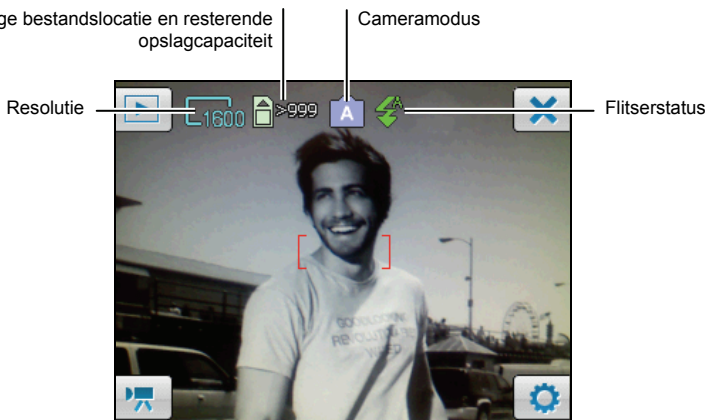 ge bestandslocatie en resterende
opslagcapaciteit
Cameramodus
Resolutie
1600
>999
A
A
Flitserstatus